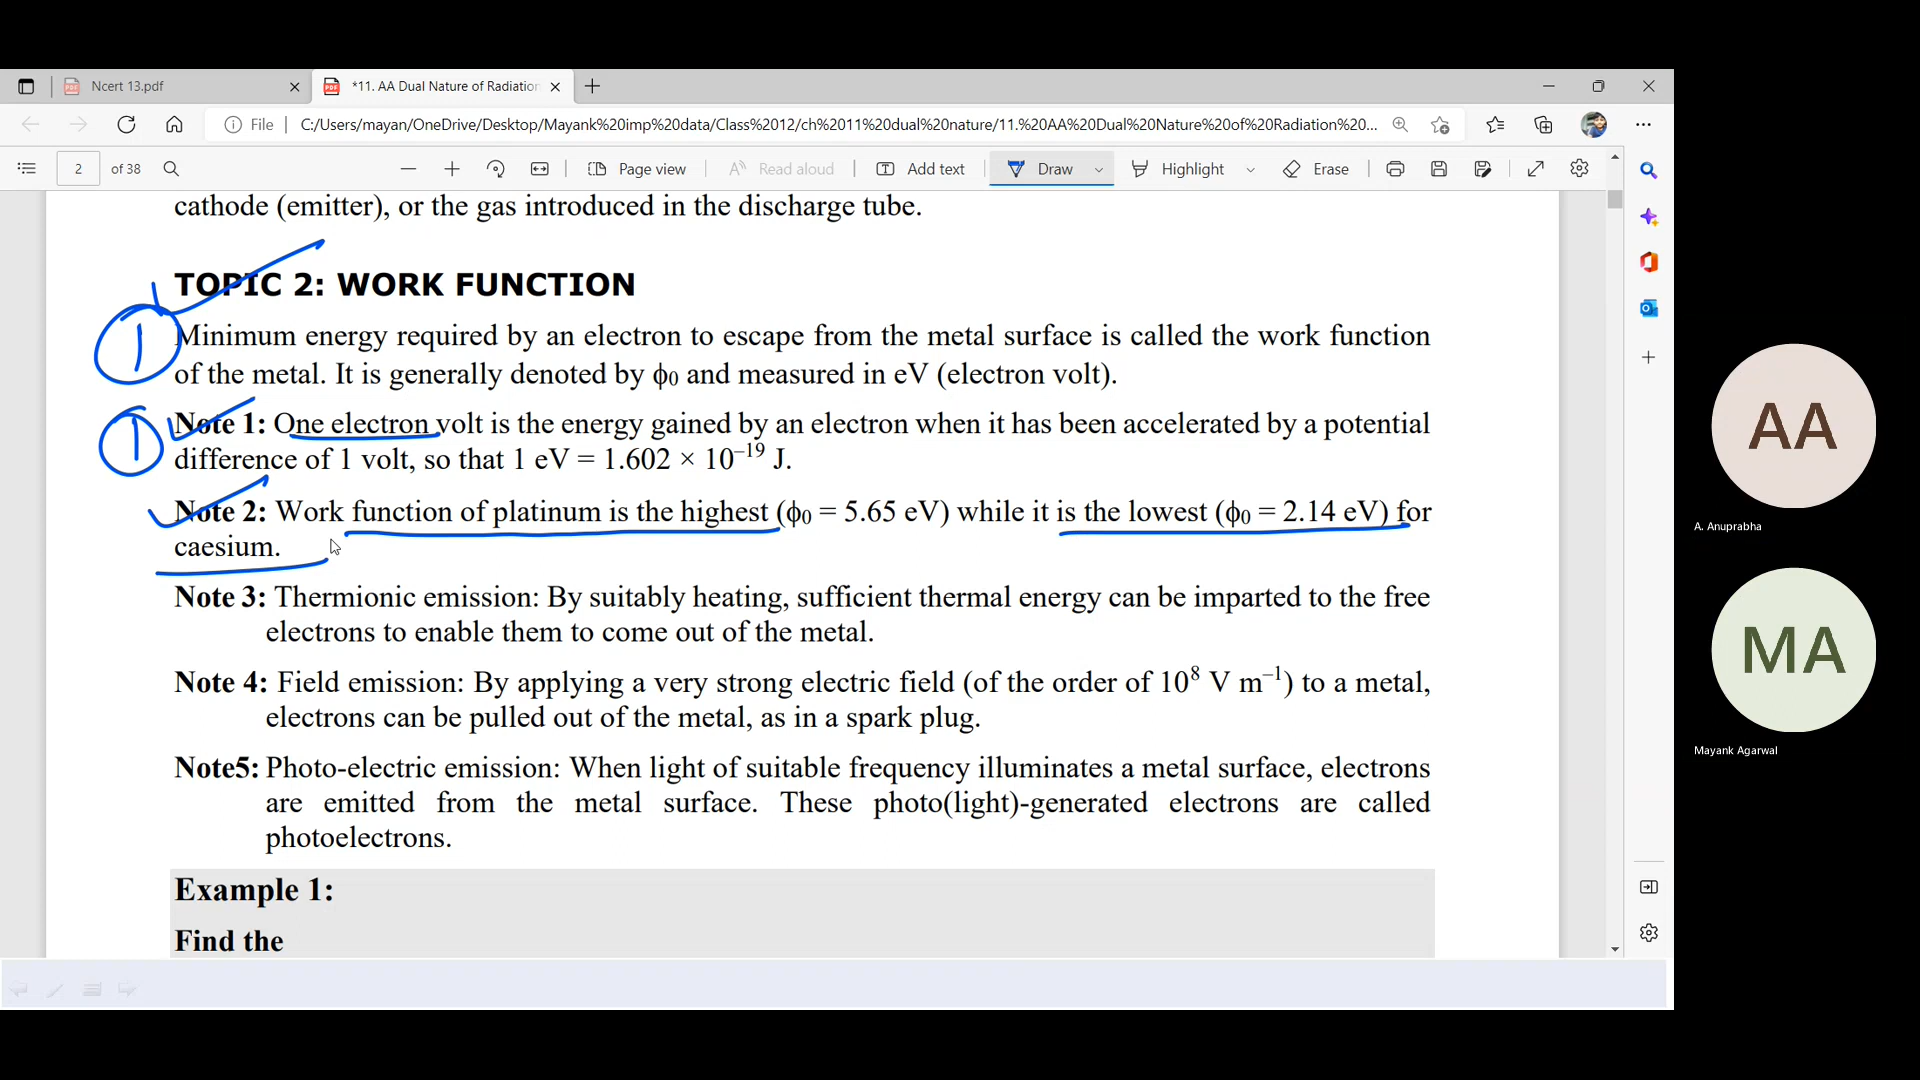 Ncert 13.pdf
*11. AA Dual Nature of Radiation
File
C:/Users/mayan/OneDrive/Desktop/Mayank%20imp%20data/Class%2012/ch%2011%20dual%20nature/11.%20AA%20Dual%20Nature%20of%20Radiation%20...
2
of 38
Page view
Read aloud
Add text
Draw
Highlight
Erase
cathode (emitter), or the gas introduced in the discharge tube.
TOPIC 2: WORK FUNCTION
1
Minimum energy required by an electron to escape from the metal surface is called the work function
of the metal. It is generally denoted by ϕ₀ and measured in eV (electron volt).
1
Note 1: One electron volt is the energy gained by an electron when it has been accelerated by a potential
difference of 1 volt, so that 1 eV = 1.602 × 10⁻¹⁹ J.
Note 2: Work function of platinum is the highest (ϕ₀ = 5.65 eV) while it is the lowest (ϕ₀ = 2.14 eV) for
caesium.
Note 3: Thermionic emission: By suitably heating, sufficient thermal energy can be imparted to the free
electrons to enable them to come out of the metal.
Note 4: Field emission: By applying a very strong electric field (of the order of 10⁸ V m⁻¹) to a metal,
electrons can be pulled out of the metal, as in a spark plug.
Note5: Photo-electric emission: When light of suitable frequency illuminates a metal surface, electrons
are emitted from the metal surface. These photo(light)-generated electrons are called
photoelectrons.
Example 1:
Find the
AA
A. Anuprabha
MA
Mayank Agarwal